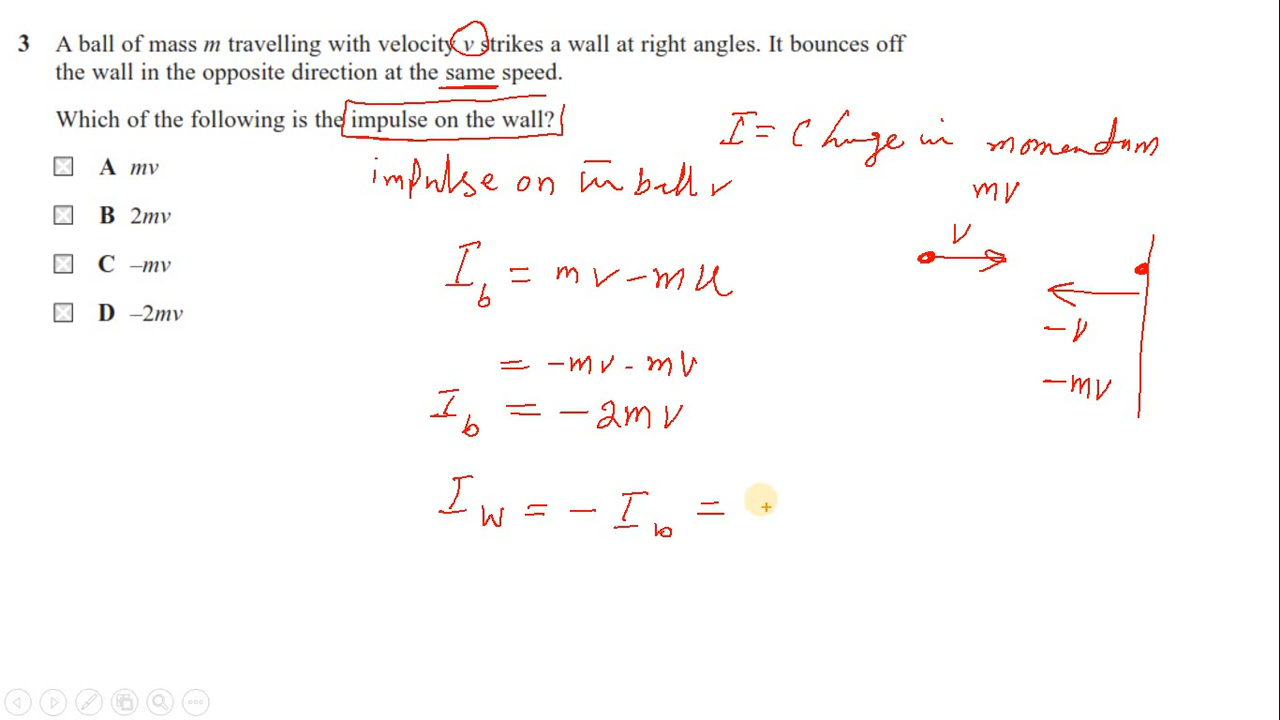 3 A ball of mass m travelling with velocity v strikes a wall at right angles. It bounces off
the wall in the opposite direction at the same speed.
Which of the following is the impulse on the wall?
I = Change in momentum
A mv
impulse on m ball v
mv
B 2mv
v
C –mv
I_b = mv - mu
D –2mv
-v
= -mv - mv
-mv
I_b = -2mv
I_W = - I_b =